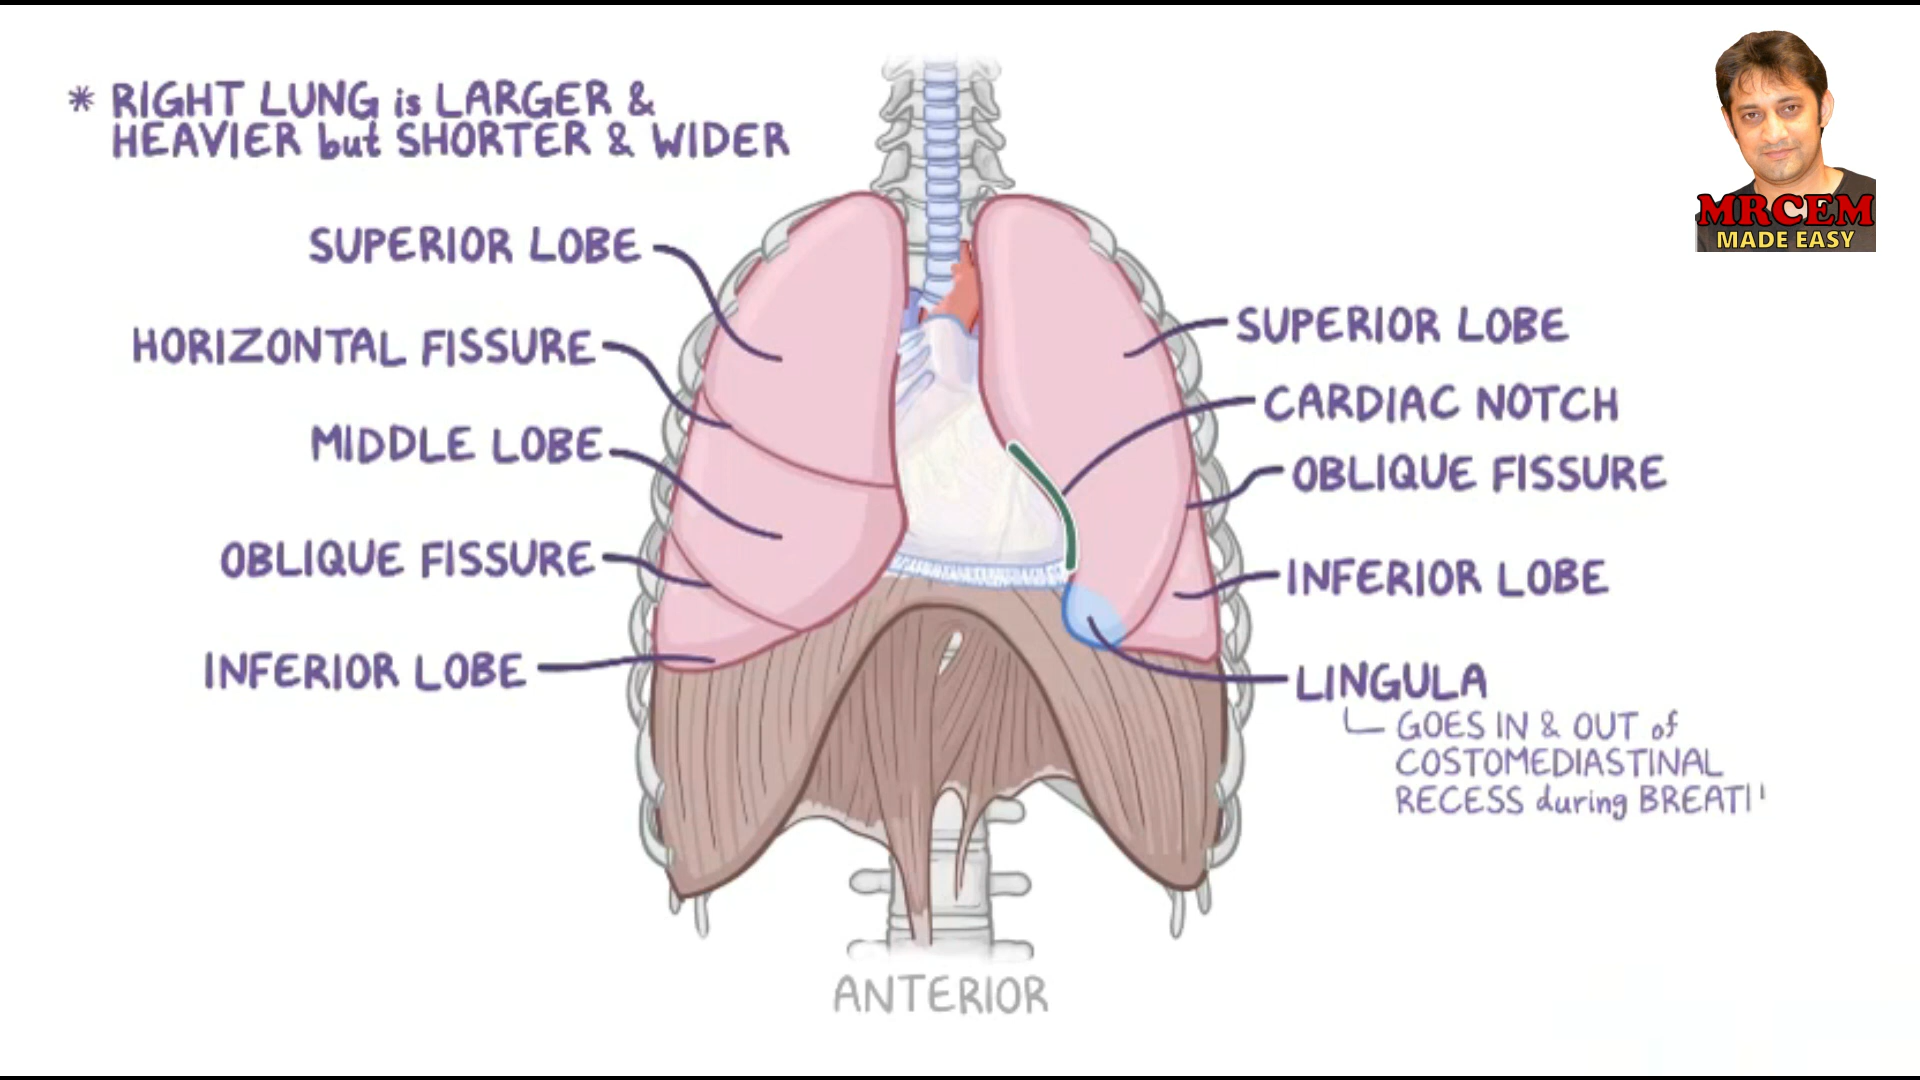 * RIGHT LUNG is LARGER &
HEAVIER but SHORTER & WIDER
SUPERIOR LOBE
HORIZONTAL FISSURE
MIDDLE LOBE
OBLIQUE FISSURE
INFERIOR LOBE
MRCEM
MADE EASY
SUPERIOR LOBE
CARDIAC NOTCH
OBLIQUE FISSURE
INFERIOR LOBE
LINGULA
GOES IN & OUT of
COSTOMEDIASTINAL
RECESS during
ANTERIOR